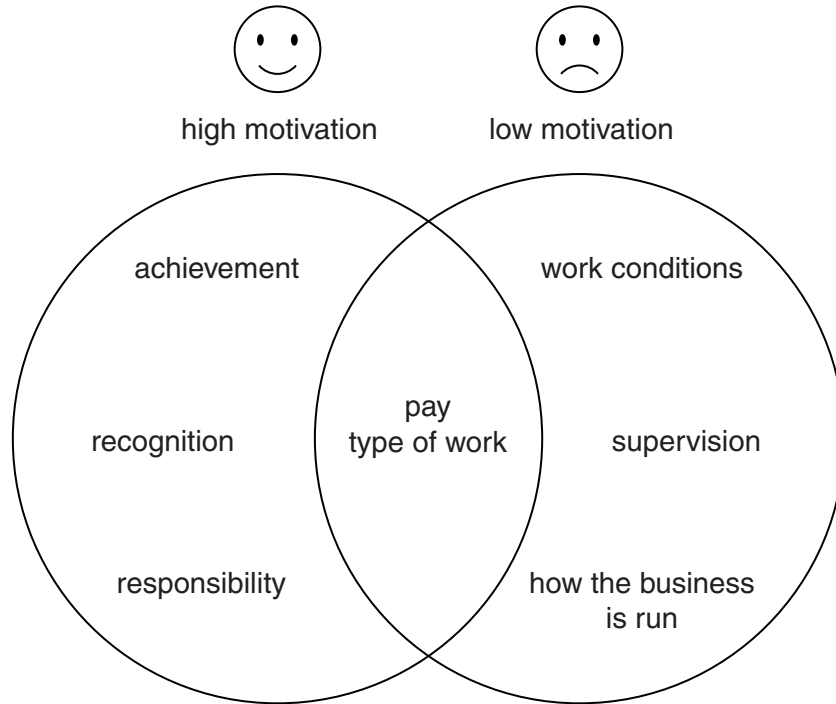 high motivation
low motivation
achievement
work conditions
pay
type of work
recognition
supervision
responsibility
how the business
is run